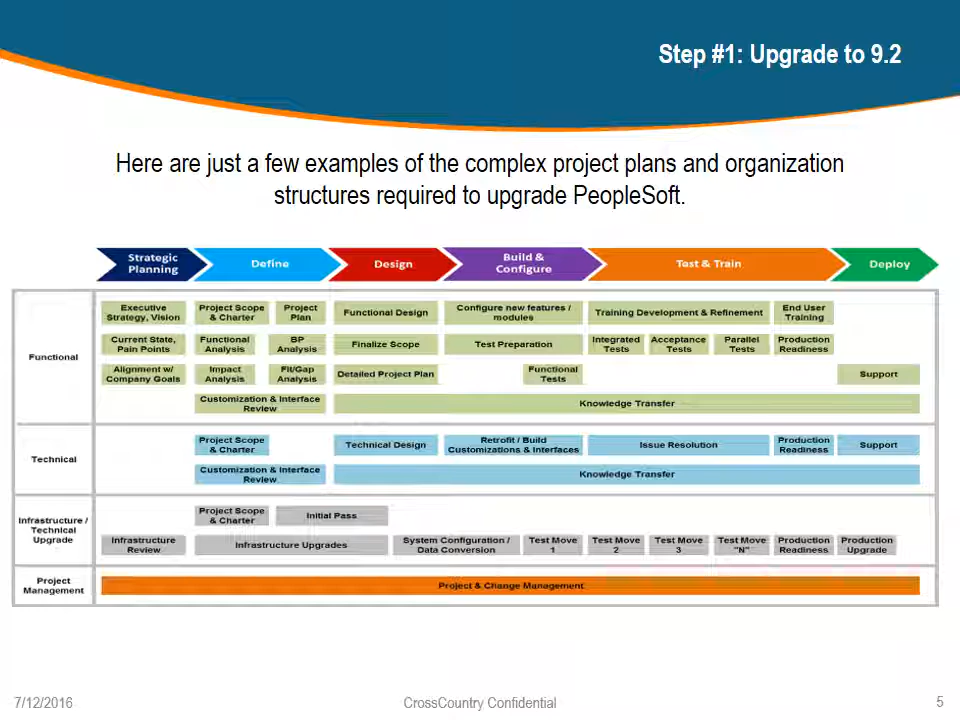 Step #1: Upgrade to 9.2
Here are just a few examples of the complex project plans and organization
structures required to upgrade PeopleSoft.
Strategic
Planning
Define
Design
Build &
Configure
Test & Train
Deploy
Functional
Executive
Strategy, Vision
Project Scope
& Charter
Project
Plan
Functional Design
Configure new features /
modules
Training Development & Refinement
End User
Training
Current State,
Pain Points
Functional
Analysis
BP
Analysis
Finalize Scope
Test Preparation
Integrated
Tests
Acceptance
Tests
Parallel
Tests
Production
Readiness
Alignment w/
Company Goals
Impact
Analysis
Fit/Gap
Analysis
Detailed Project Plan
Functional
Tests
Support
Customization & Interface
Review
Knowledge Transfer
Technical
Project Scope
& Charter
Technical Design
Retrofit / Build
Customizations & Interfaces
Issue Resolution
Production
Readiness
Support
Customization & Interface
Review
Knowledge Transfer
Infrastructure /
Technical
Upgrade
Project Scope
& Charter
Initial Pass
Infrastructure
Review
Infrastructure Upgrades
System Configuration /
Data Conversion
Test Move
1
Test Move
2
Test Move
3
Test Move
"N"
Production
Readiness
Production
Upgrade
Project
Management
Project & Change Management
7/12/2016
CrossCountry Confidential
5